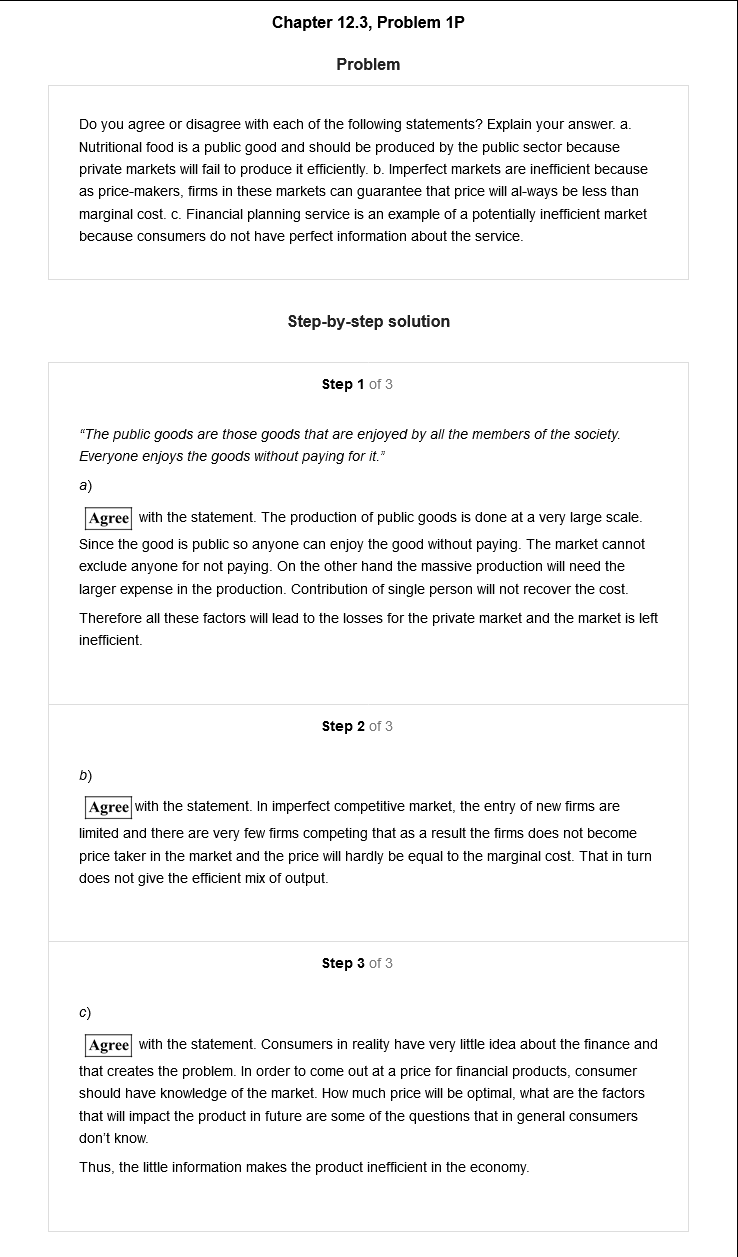 Chapter 12.3, Problem 1P
Problem
Do you agree or disagree with each of the following statements? Explain your answer. a.
Nutritional food is a public good and should be produced by the public sector because
private markets will fail to produce it efficiently. b. Imperfect markets are inefficient because
as price-makers, firms in these markets can guarantee that price will al-ways be less than
marginal cost. c. Financial planning service is an example of a potentially inefficient market
because consumers do not have perfect information about the service.
Step-by-step solution
Step 1 of 3
“The public goods are those goods that are enjoyed by all the members of the society.
Everyone enjoys the goods without paying for it.”
a)
Agree with the statement. The production of public goods is done at a very large scale.
Since the good is public so anyone can enjoy the good without paying. The market cannot
exclude anyone for not paying. On the other hand the massive production will need the
larger expense in the production. Contribution of single person will not recover the cost.
Therefore all these factors will lead to the losses for the private market and the market is left
inefficient.
Step 2 of 3
b)
Agree with the statement. In imperfect competitive market, the entry of new firms are
limited and there are very few firms competing that as a result the firms does not become
price taker in the market and the price will hardly be equal to the marginal cost. That in turn
does not give the efficient mix of output.
Step 3 of 3
c)
Agree with the statement. Consumers in reality have very little idea about the finance and
that creates the problem. In order to come out at a price for financial products, consumer
should have knowledge of the market. How much price will be optimal, what are the factors
that will impact the product in future are some of the questions that in general consumers
don’t know.
Thus, the little information makes the product inefficient in the economy.